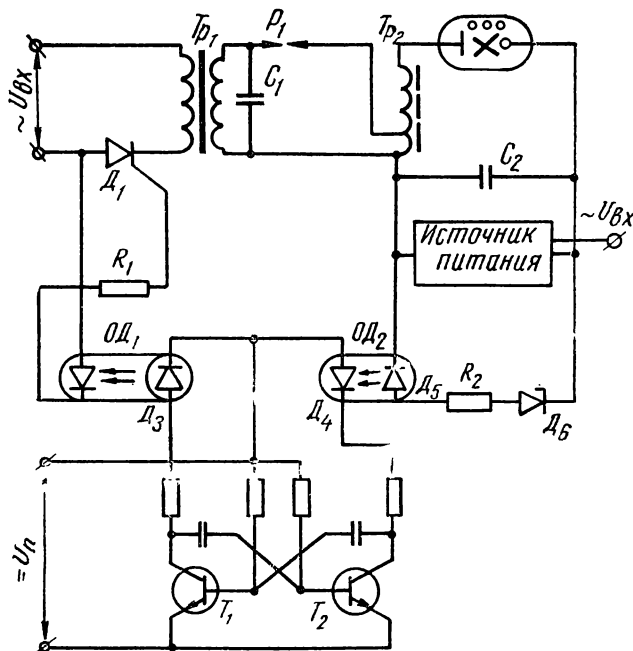 Тр₁
Р₁
Тр₂
С₁
~ Uвх
Д₁
С₂
~Uвх
Источник
питания
R₁
ОД₁
ОД₂
Д₃
Д₄
Д₅
R₂
Д₆
= Uп
Т₁
Т₂